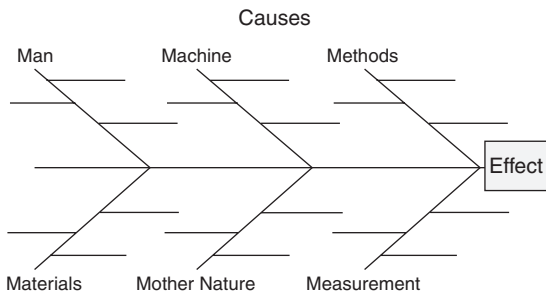 Causes
Man
Machine
Methods
Effect
Materials
Mother Nature
Measurement